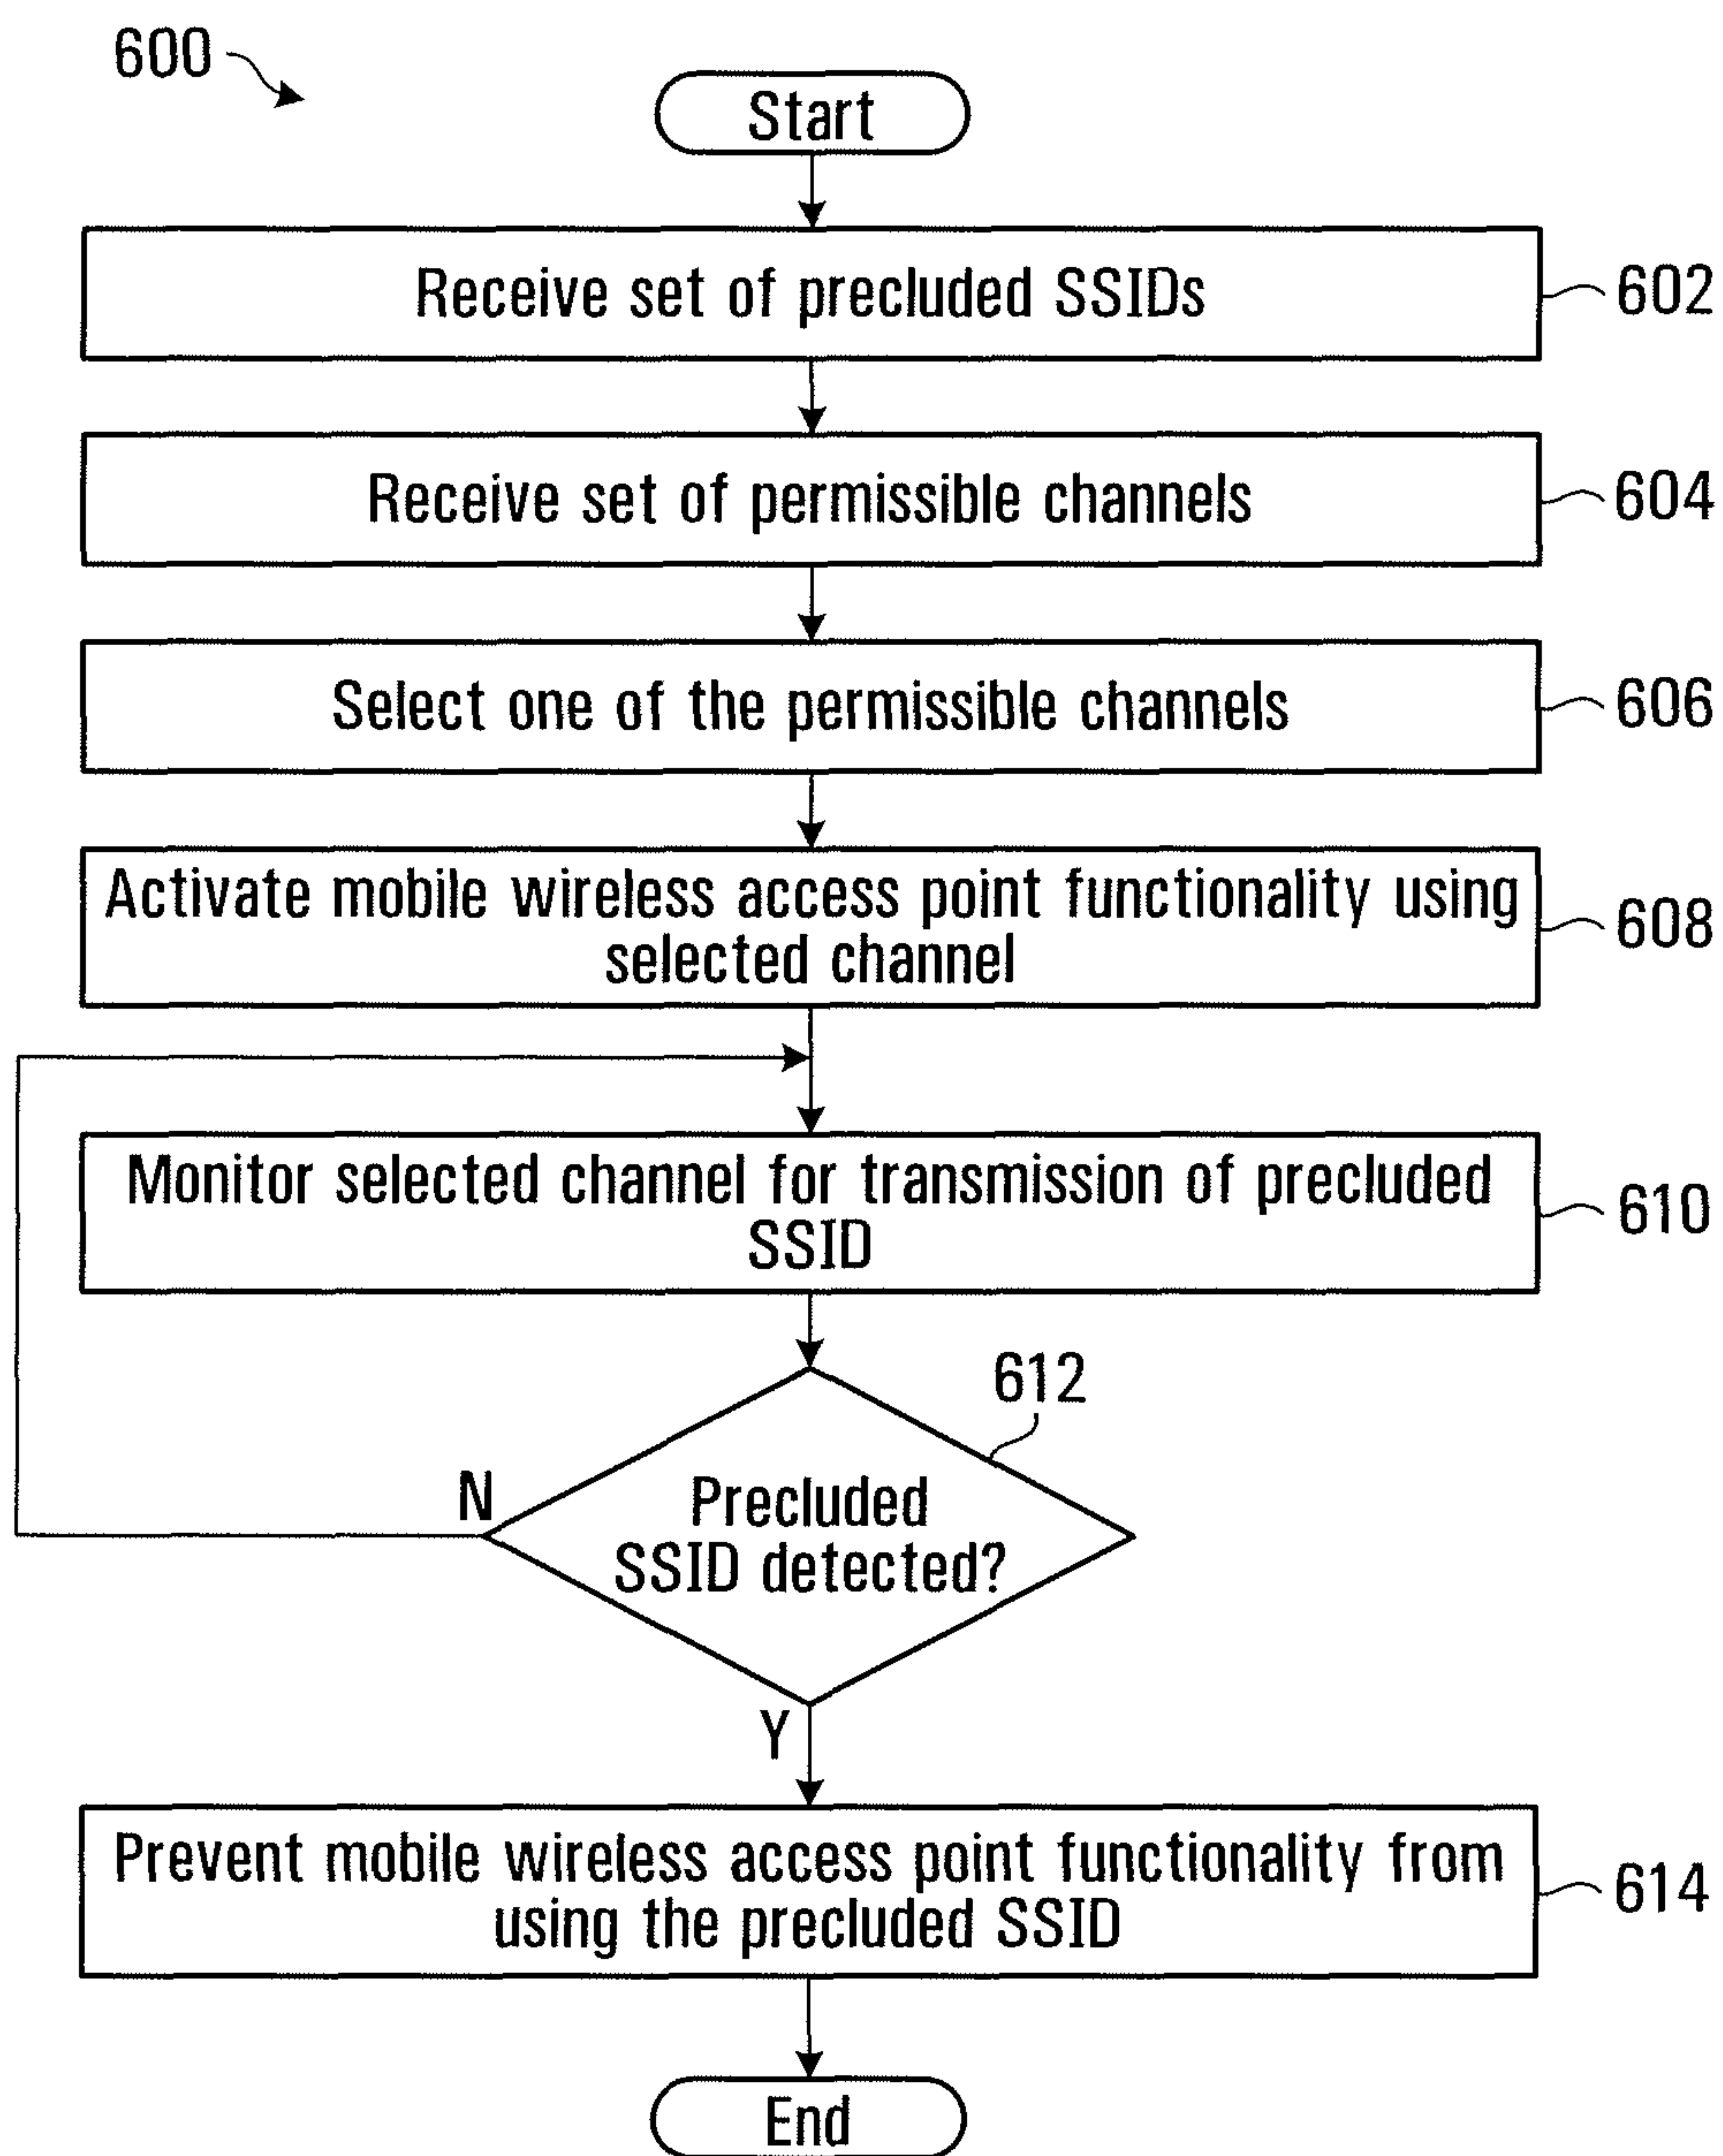 600
Start
Receive set of precluded SSIDs
602
Receive set of permissible channels
604
Select one of the permissible channels
606
Activate mobile wireless access point functionality using
selected channel
608
Monitor selected channel for transmission of precluded
SSID
610
612
Precluded
SSID detected?
N
Y
Prevent mobile wireless access point functionality from
using the precluded SSID
614
End